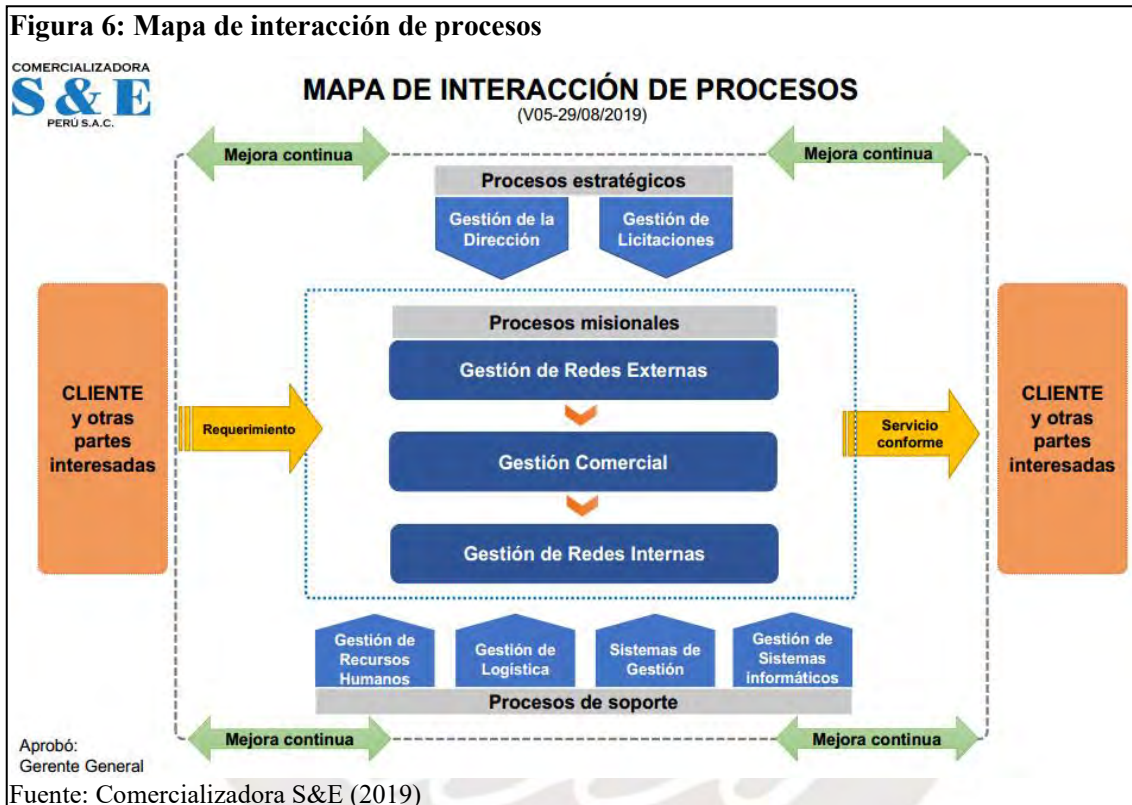 Figura 6: Mapa de interacción de procesos
COMERCIALIZADORA
S & E
PERÚ S.A.C.
MAPA DE INTERACCIÓN DE PROCESOS
(V05-29/08/2019)
Mejora continua
Mejora continua
Procesos estratégicos
Gestión de la
Dirección
Gestión de
Licitaciones
CLIENTE
y otras
partes
interesadas
Requerimiento
Procesos misionales
Gestión de Redes Externas
Gestión Comercial
Gestión de Redes Internas
Servicio
conforme
CLIENTE
y otras
partes
interesadas
Gestión de
Recursos
Humanos
Gestión de
Logística
Sistemas de
Gestión
Gestión de
Sistemas
informáticos
Procesos de soporte
Mejora continua
Mejora continua
Aprobó:
Gerente General
Fuente: Comercializadora S&E (2019)